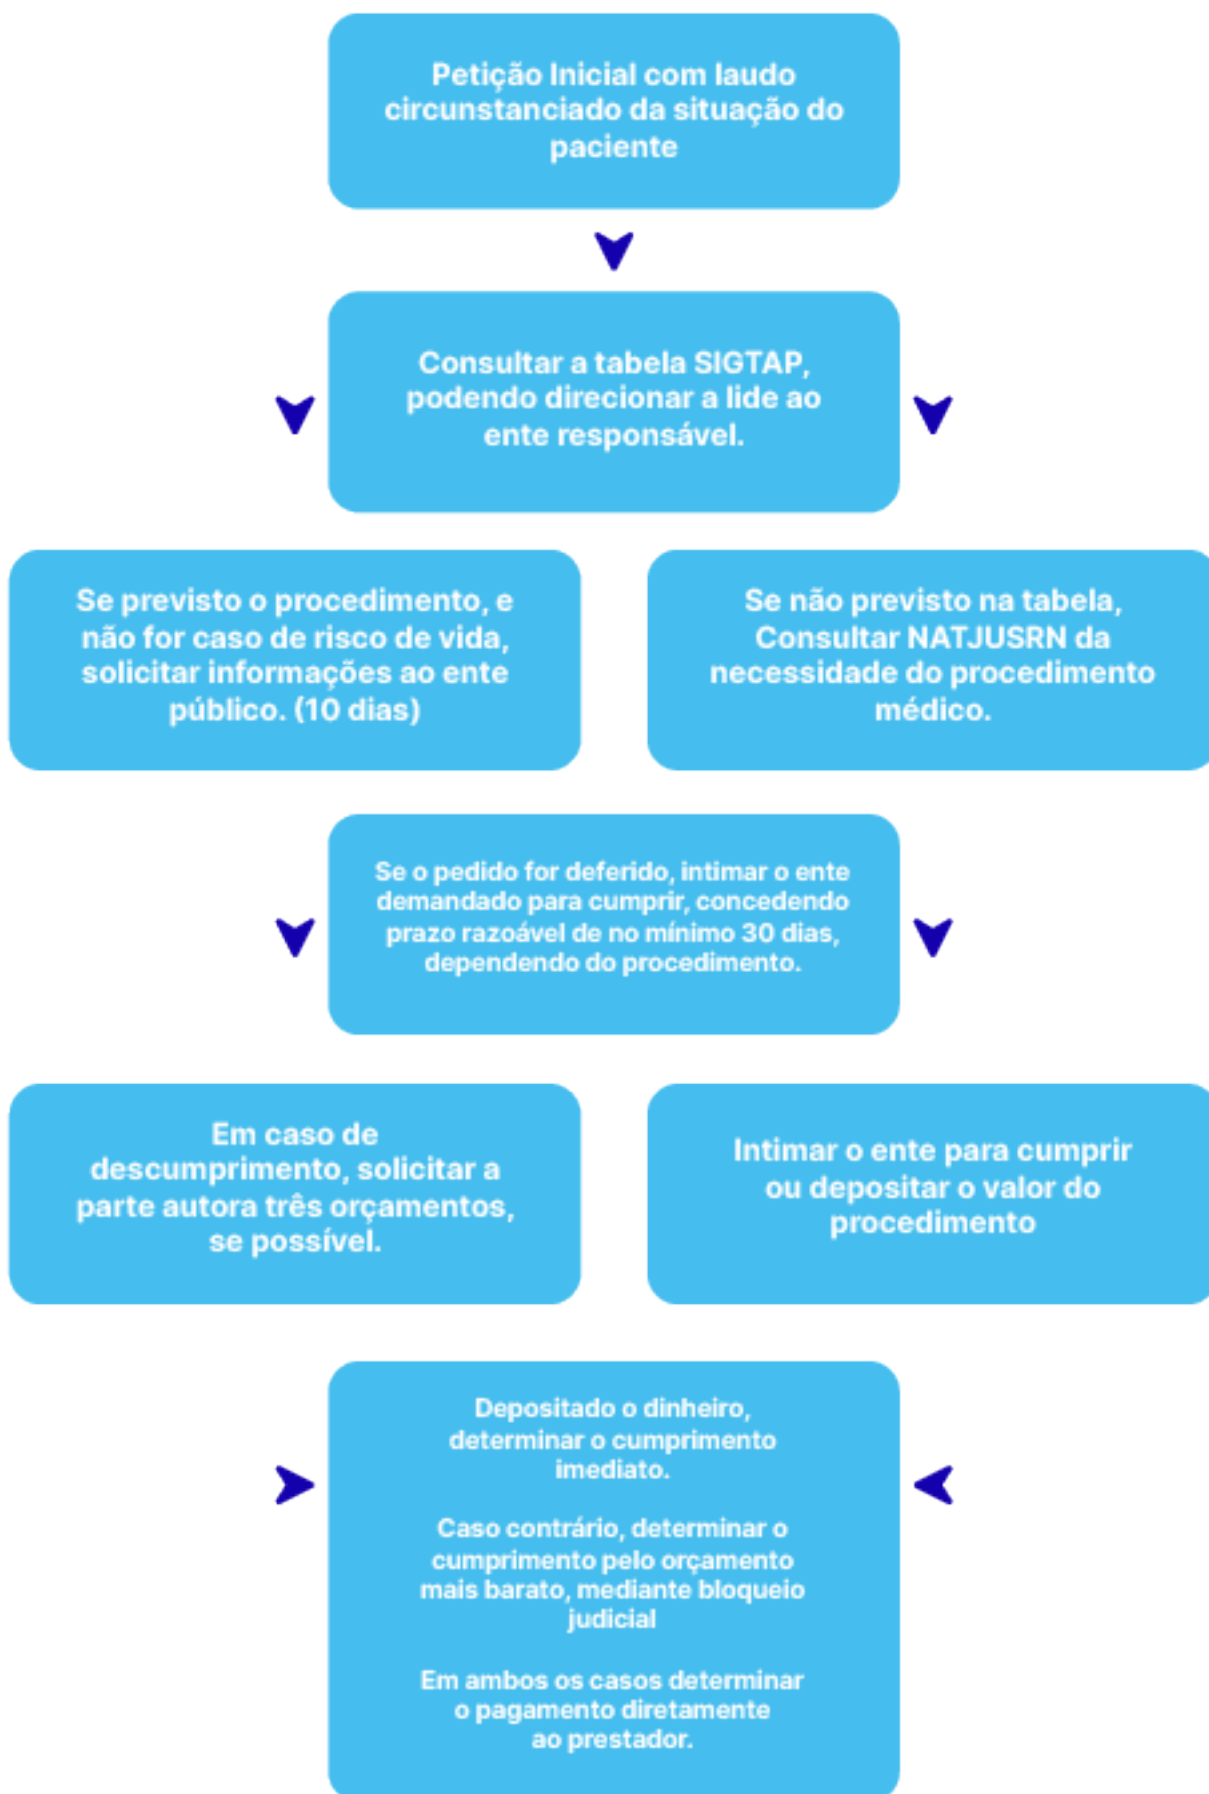 Petição Inicial com laudo
circunstanciado da situação do
paciente
Consultar a tabela SIGTAP,
podendo direcionar a lide ao
ente responsável.
Se previsto o procedimento, e
não for caso de risco de vida,
solicitar informações ao ente
público. (10 dias)
Se não previsto na tabela,
Consultar NATJUSRN da
necessidade do procedimento
médico.
Se o pedido for deferido, intimar o ente
demandado para cumprir, concedendo
prazo razoável de no mínimo 30 dias,
dependendo do procedimento.
Em caso de
descumprimento, solicitar a
parte autora três orçamentos,
se possível.
Intimar o ente para cumprir
ou depositar o valor do
procedimento
Depositado o dinheiro,
determinar o cumprimento
imediato.
Caso contrário, determinar o
cumprimento pelo orçamento
mais barato, mediante bloqueio
judicial
Em ambos os casos determinar
o pagamento diretamente
ao prestador.